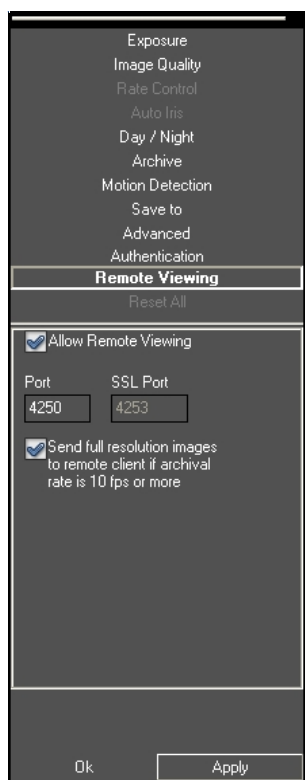 Exposure
Image Quality
Rate Control
Auto Iris
Day / Night
Archive
Motion Detection
Save to
Advanced
Authentication
Remote Viewing
Reset All
Allow Remote Viewing
Port SSL Port
4250 4253
Send full resolution images
to remote client if archival
rate is 10 fps or more
Ok Apply